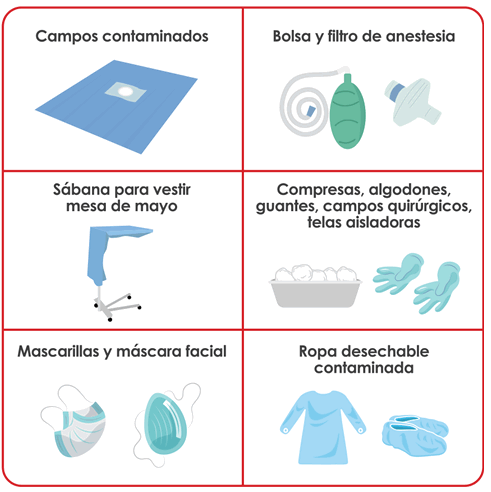 Campos contaminados
Bolsa y filtro de anestesia
Sábana para vestir
mesa de mayo
Compresas, algodones,
guantes, campos quirúrgicos,
telas aisladoras
Mascarillas y máscara facial
Ropa desechable
contaminada